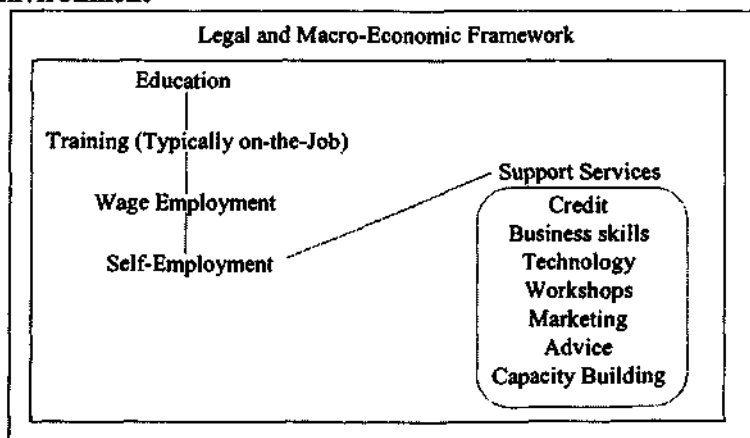 Legal and Macro-Economic Framework
Education
Training (Typically on-the-Job)
Wage Employment
Self-Employment
Support Services
Credit
Business skills
Technology
Workshops
Marketing
Advice
Capacity Building